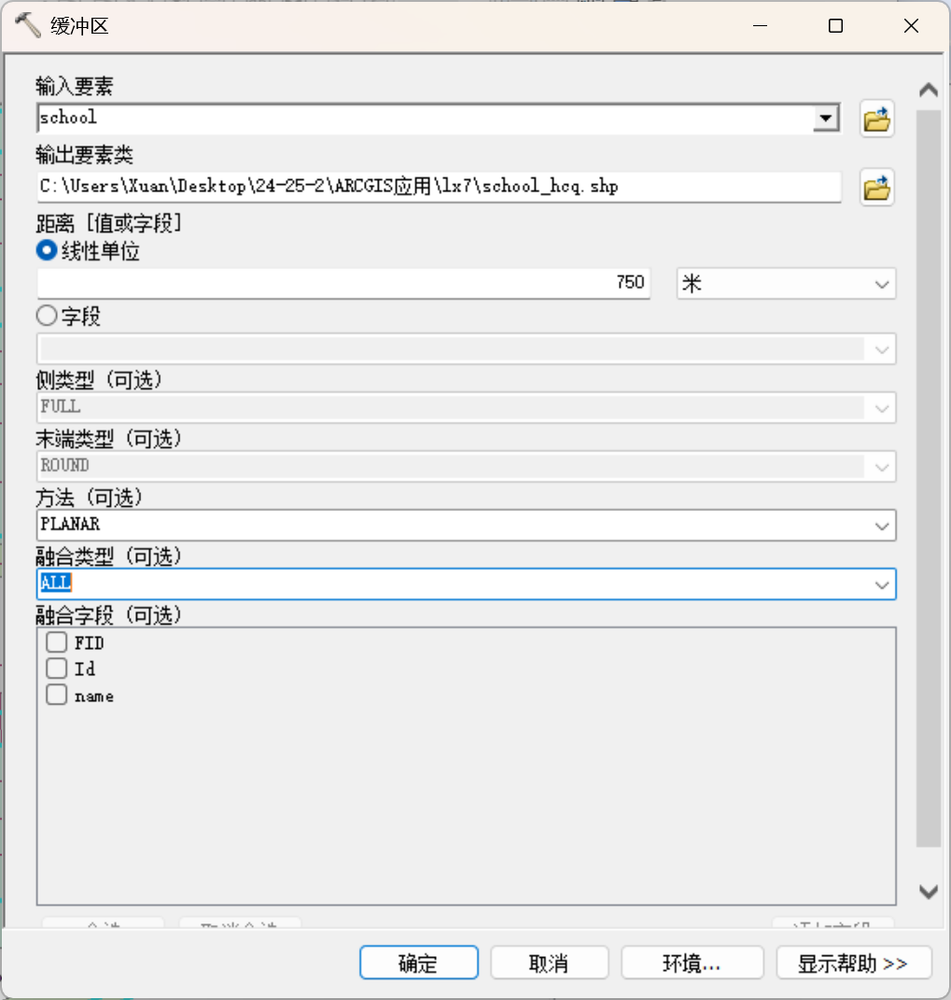 缓冲区
输入要素
school
输出要素类
C:\Users\Xuan\Desktop\24-25-2\ARCGIS应用\lx7\school_hcq.shp
距离 [值或字段]
线性单位
750 米
字段
侧类型 (可选)
FULL
末端类型 (可选)
ROUND
方法 (可选)
PLANAR
融合类型 (可选)
ALL
融合字段 (可选)
FID
Id
name
确定 取消 环境... 显示帮助 >>